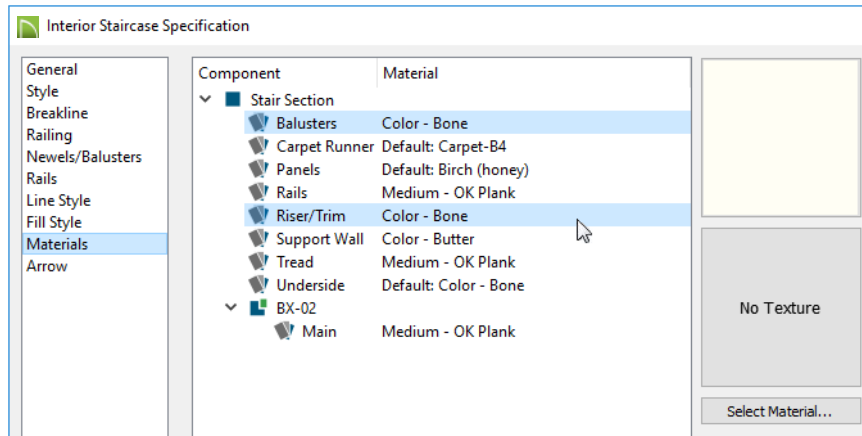 Interior Staircase Specification
General
Style
Breakline
Railing
Newels/Balusters
Rails
Line Style
Fill Style
Materials
Arrow
Component Material
Stair Section
Balusters Color - Bone
Carpet Runner Default: Carpet-B4
Panels Default: Birch (honey)
Rails Medium - OK Plank
Riser/Trim Color - Bone
Support Wall Color - Butter
Tread Medium - OK Plank
Underside Default: Color - Bone
BX-02
Main Medium - OK Plank
No Texture
Select Material...